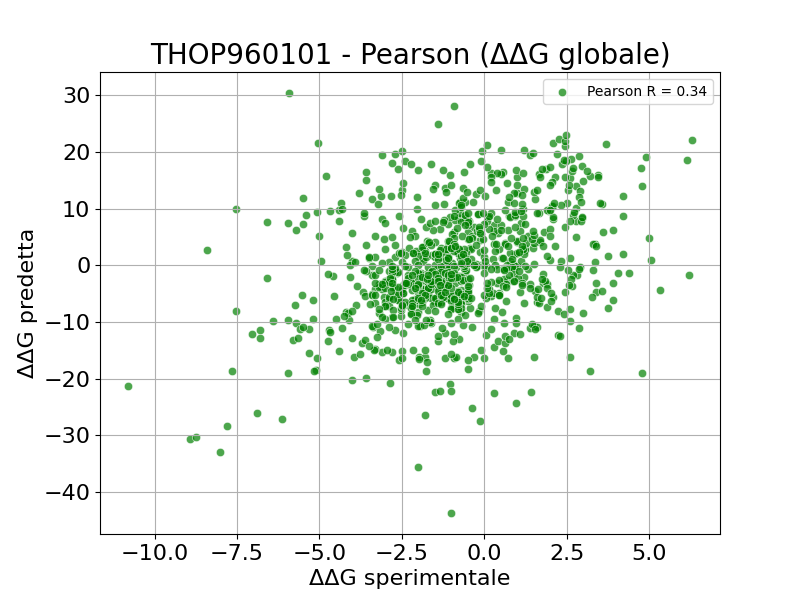 THOP960101 - Pearson (ΔΔG globale)
Pearson R = 0.34
ΔΔG predetta
30
20
10
0
−10
−20
−30
−40
−10.0 −7.5 −5.0 −2.5 0.0 2.5 5.0
ΔΔG sperimentale